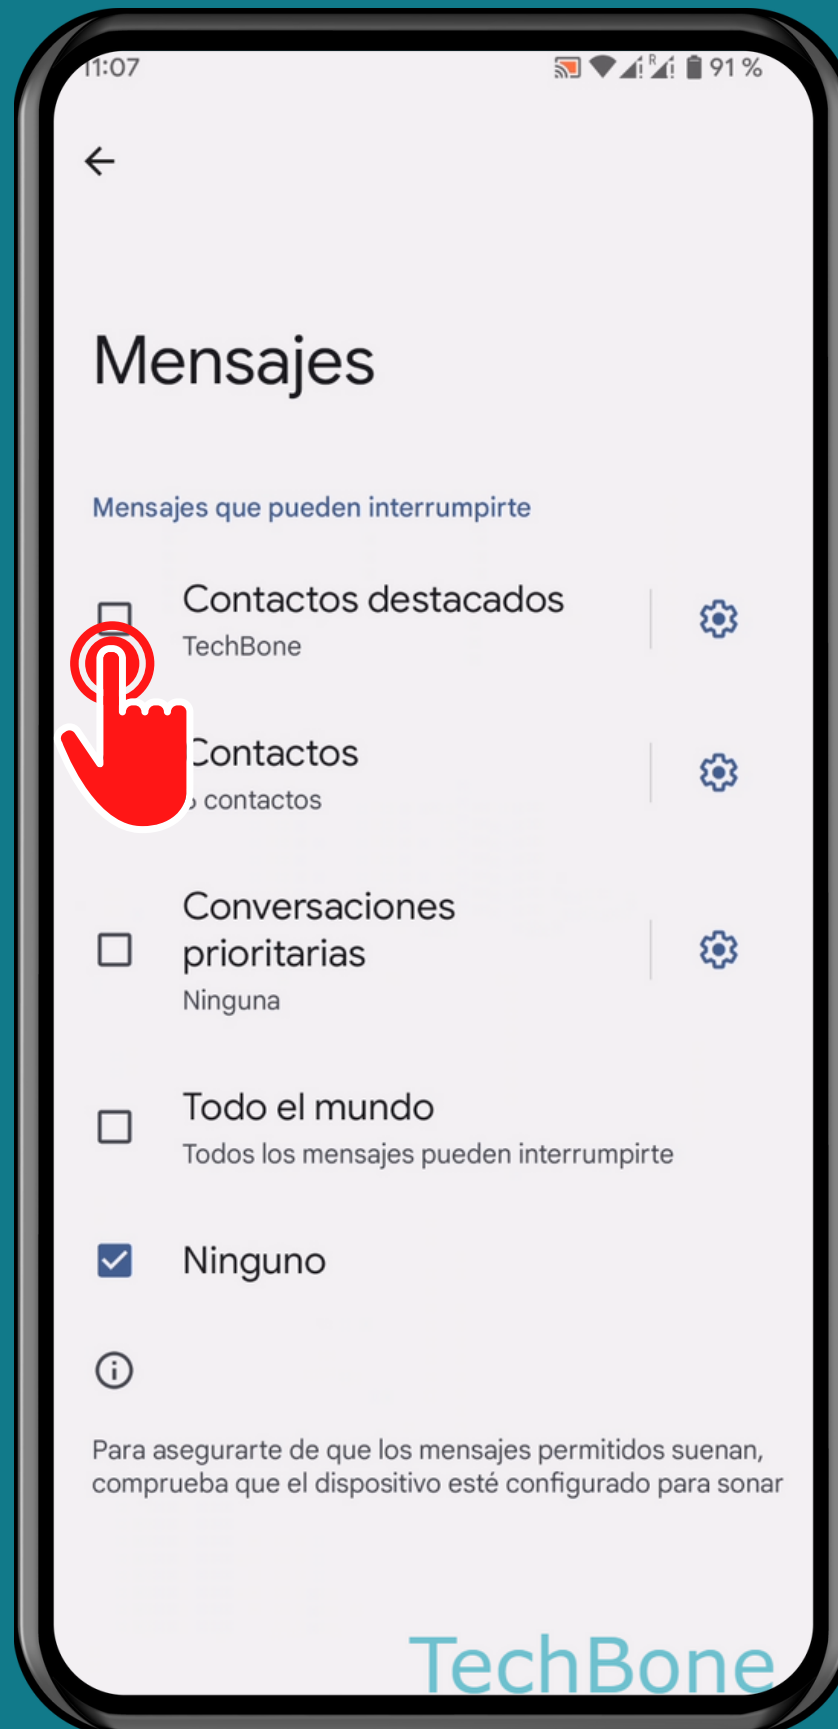 11:07 R 91 %
Mensajes
Mensajes que pueden interrumpirte
Contactos destacados
TechBone
Contactos
contactos
Conversaciones
prioritarias
Ninguna
Todo el mundo
Todos los mensajes pueden interrumpirte
Ninguno
Para asegurarte de que los mensajes permitidos suenan,
comprueba que el dispositivo esté configurado para sonar
TechBone